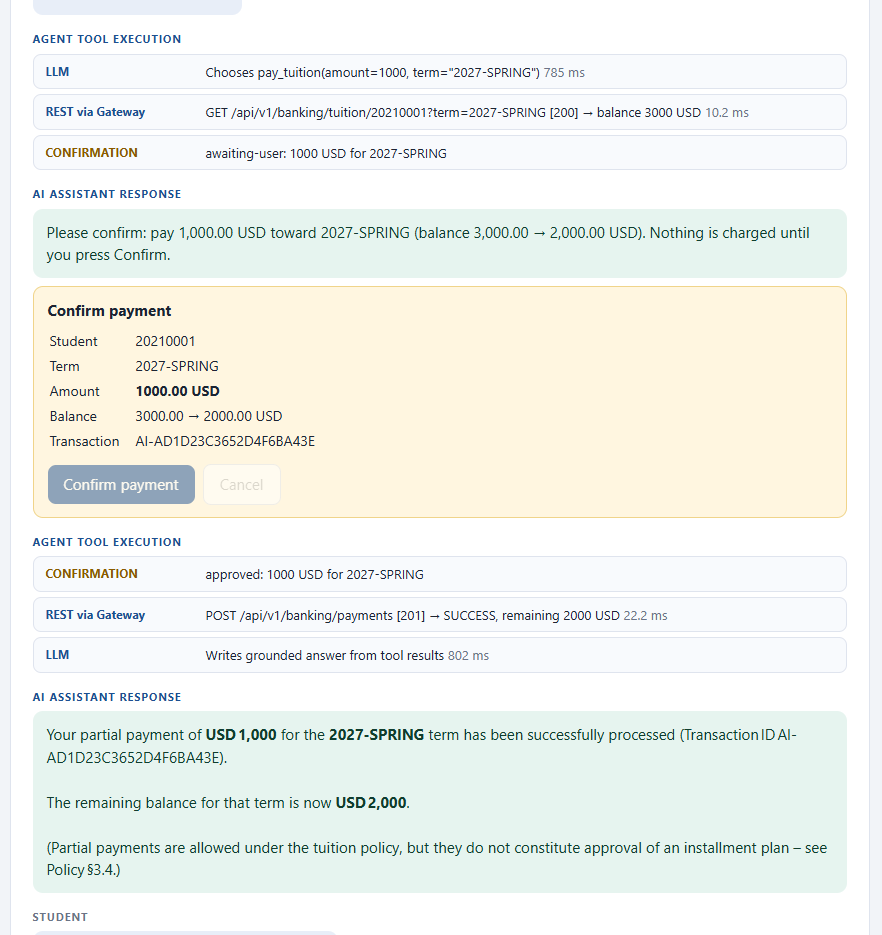 AGENT TOOL EXECUTION
LLM Chooses pay_tuition(amount=1000, term="2027-SPRING") 785 ms
REST via Gateway GET /api/v1/banking/tuition/20210001?term=2027-SPRING [200] → balance 3000 USD 10.2 ms
CONFIRMATION awaiting-user: 1000 USD for 2027-SPRING
AI ASSISTANT RESPONSE
Please confirm: pay 1,000.00 USD toward 2027-SPRING (balance 3,000.00 → 2,000.00 USD). Nothing is charged until
you press Confirm.
Confirm payment
Student 20210001
Term 2027-SPRING
Amount 1000.00 USD
Balance 3000.00 → 2000.00 USD
Transaction AI-AD1D23C3652D4F6BA43E
Confirm payment Cancel
AGENT TOOL EXECUTION
CONFIRMATION approved: 1000 USD for 2027-SPRING
REST via Gateway POST /api/v1/banking/payments [201] → SUCCESS, remaining 2000 USD 22.2 ms
LLM Writes grounded answer from tool results 802 ms
AI ASSISTANT RESPONSE
Your partial payment of USD 1,000 for the 2027-SPRING term has been successfully processed (Transaction ID AI-
AD1D23C3652D4F6BA43E).
The remaining balance for that term is now USD 2,000.
(Partial payments are allowed under the tuition policy, but they do not constitute approval of an installment plan – see
Policy §3.4.)
STUDENT